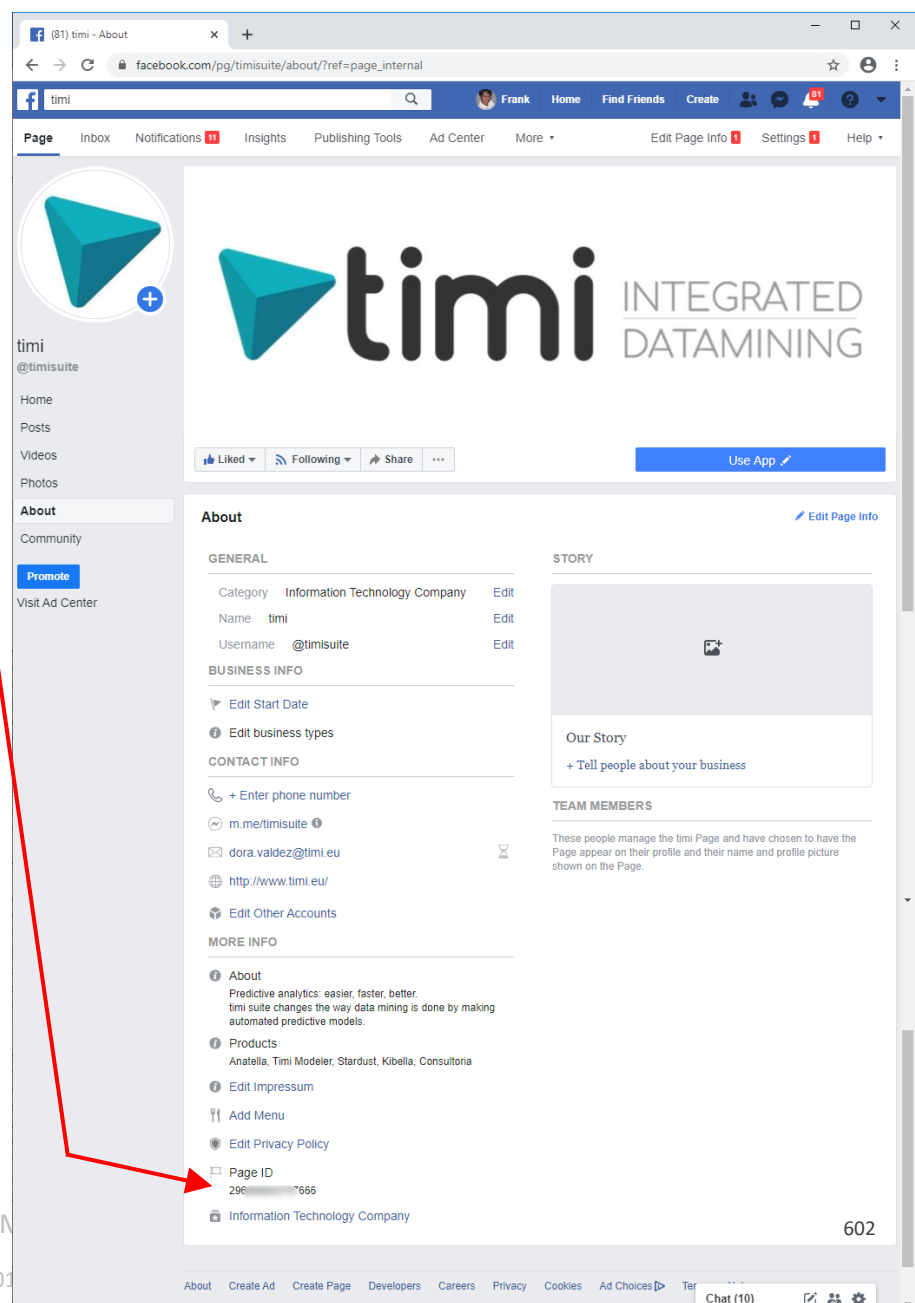 (81) timi - About
facebook.com/pg/timisuite/about/?ref=page_internal
timi
Frank Home Find Friends Create 81
Page Inbox Notifications 11 Insights Publishing Tools Ad Center More Edit Page Info 1 Settings 1 Help
timi
INTEGRATED
DATAMINING
timi
@timisuite
Home
Posts
Videos
Photos
About
Community
Promote
Visit Ad Center
Liked Following Share Use App
About Edit Page Info
GENERAL
Category Information Technology Company Edit
Name timi Edit
Username @timisuite Edit
BUSINESS INFO
Edit Start Date
Edit business types
CONTACT INFO
+ Enter phone number
m.me/timisuite
dora.valdez@timi.eu
http://www.timi.eu/
Edit Other Accounts
MORE INFO
About
Predictive analytics: easier, faster, better.
timi suite changes the way data mining is done by making
automated predictive models.
Products
Anatella, Timi Modeler, Stardust, Kibella, Consultoria
Edit Impressum
Add Menu
Edit Privacy Policy
Page ID
Information Technology Company
STORY
Our Story
+ Tell people about your business
TEAM MEMBERS
These people manage the timi Page and have chosen to have the
Page appear on their profile and their name and profile picture
shown on the Page.
602
About Create Ad Create Page Developers Careers Privacy Cookies Ad Choices
Chat (10)